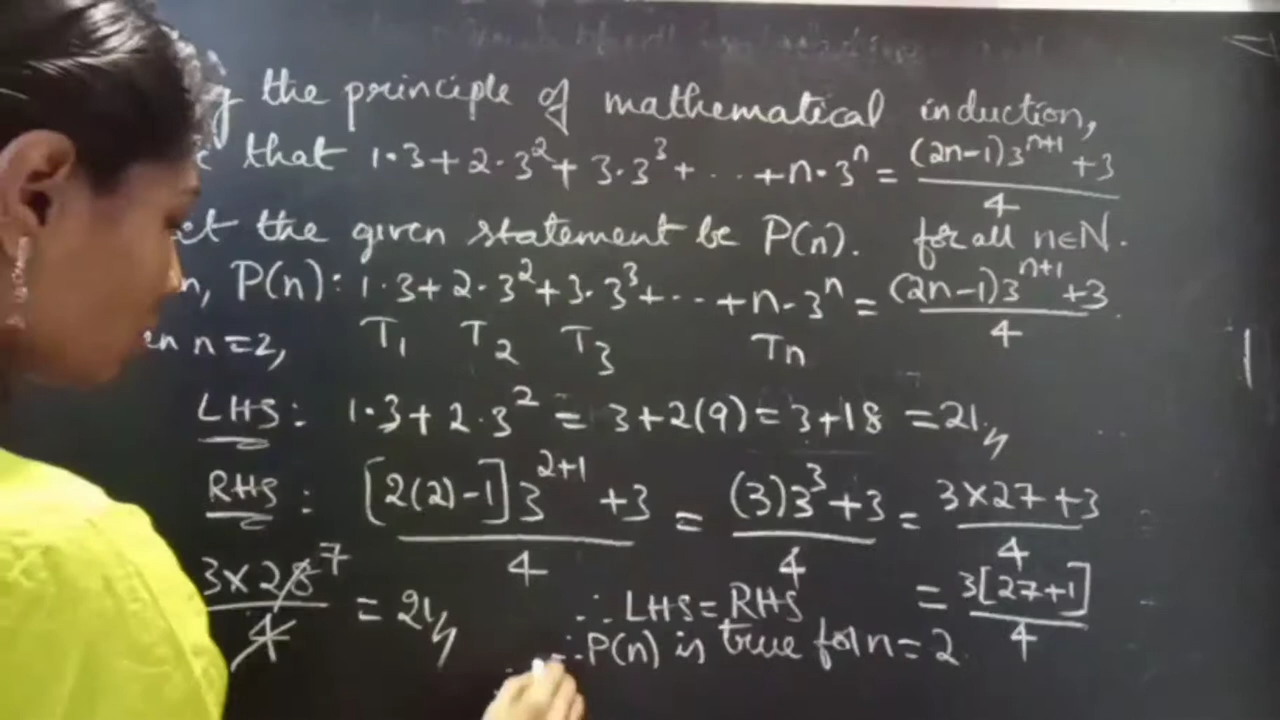 the principle of mathematical induction,
that 1·3+2·3²+3·3³+...+n·3ⁿ = ((2n-1)3ⁿ⁺¹+3)/4
the given statement be P(n). for all n∈N.
P(n): 1·3+2·3²+3·3³+...+n·3ⁿ = ((2n-1)3ⁿ⁺¹+3)/4
n=2, T₁ T₂ T₃ Tn
LHS: 1·3+2·3² = 3+2(9) = 3+18 = 21//
RHS: ([2(2)-1]3²⁺¹+3)/4 = ((3)3³+3)/4 = (3×27+3)/4
= 3[27+1]/4
3×28/4 7 = 21//
∴ LHS=RHS
∴ P(n) is true for n=2.